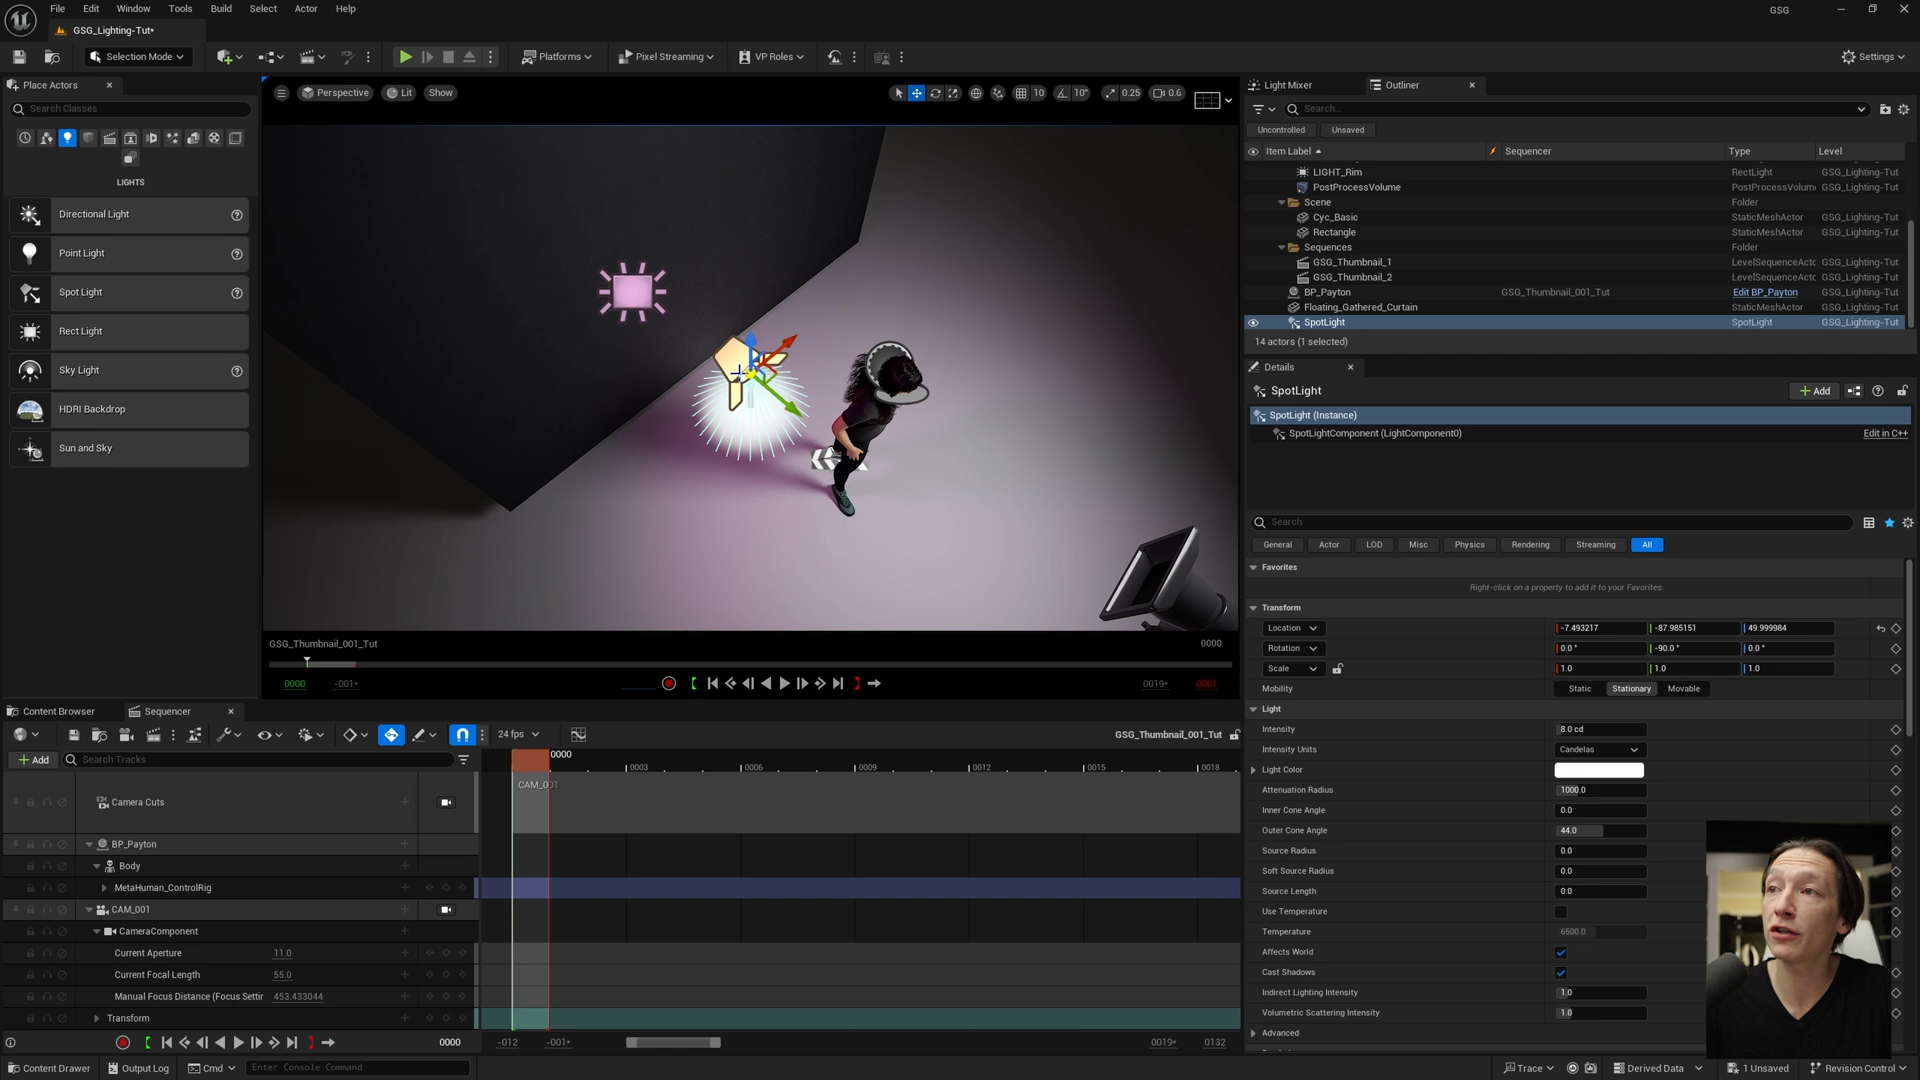 File Edit Window Tools Build Select Actor Help
GSG
GSG_Lighting-Tut•
Selection Mode
Platforms
Pixel Streaming
VP Roles
Settings
Place Actors
Search Classes
LIGHTS
Directional Light
Point Light
Spot Light
Rect Light
Sky Light
HDRI Backdrop
Sun and Sky
Perspective Lit Show
10 10° 0.25 0.6
GSG_Thumbnail_001_Tut 0000
0000 -001+ 0019+ 0001
Light Mixer Outliner
Search...
Uncontrolled Unsaved
Item Label Sequencer Type Level
LIGHT_Rim RectLight GSG_Lighting-Tut
PostProcessVolume PostProcessVolume GSG_Lighting-Tut
Scene Folder
Cyc_Basic StaticMeshActor GSG_Lighting-Tut
Rectangle StaticMeshActor GSG_Lighting-Tut
Sequences Folder
GSG_Thumbnail_1 LevelSequenceActo GSG_Lighting-Tut
GSG_Thumbnail_2 LevelSequenceActo GSG_Lighting-Tut
BP_Payton GSG_Thumbnail_001_Tut Edit BP_Payton GSG_Lighting-Tut
Floating_Gathered_Curtain StaticMeshActor GSG_Lighting-Tut
SpotLight SpotLight GSG_Lighting-Tut
14 actors (1 selected)
Details
SpotLight
Add
SpotLight (Instance)
SpotLightComponent (LightComponent0) Edit in C++
Search
General Actor LOD Misc Physics Rendering Streaming All
Favorites
Right-click on a property to add it to your Favorites.
Transform
Location -7.493217 -87.985151 49.999984
Rotation 0.0 ° -90.0 ° 0.0 °
Scale 1.0 1.0 1.0
Mobility Static Stationary Movable
Light
Intensity 8.0 cd
Intensity Units Candelas
Light Color
Attenuation Radius 1000.0
Inner Cone Angle 0.0
Outer Cone Angle 44.0
Source Radius 0.0
Soft Source Radius 0.0
Source Length 0.0
Use Temperature
Temperature 6500.0
Affects World
Cast Shadows
Indirect Lighting Intensity 1.0
Volumetric Scattering Intensity 1.0
Advanced
Content Browser Sequencer
24 fps GSG_Thumbnail_001_Tut
Add Search Tracks
0000
0003 0006 0009 0012 0015 0018
CAM_001
Camera Cuts
BP_Payton
Body
MetaHuman_ControlRig
CAM_001
CameraComponent
Current Aperture 11.0
Current Focal Length 55.0
Manual Focus Distance (Focus Settir 453.433044
Transform
0000 -012 -001+ 0019+ 0132
Content Drawer Output Log Cmd Enter Console Command
Trace Derived Data 1 Unsaved Revision Control